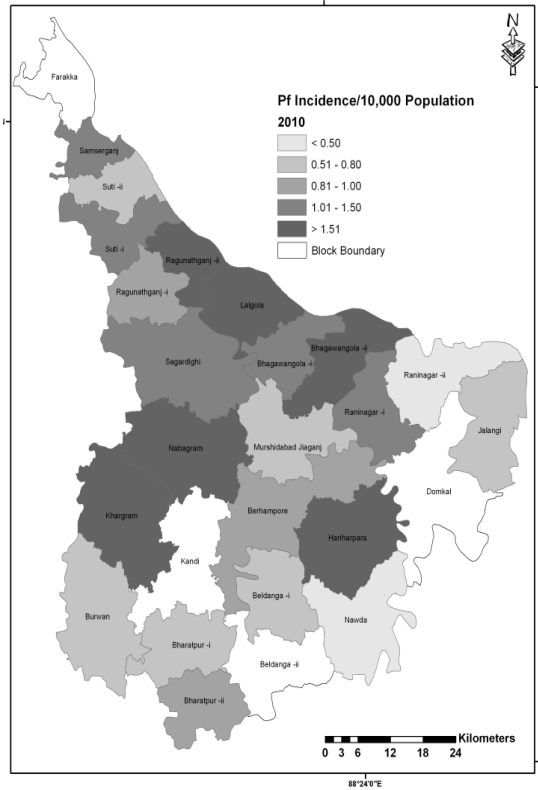 N
Farakka
Pf Incidence/10,000 Population
2010
< 0.50
0.51 - 0.80
0.81 - 1.00
1.01 - 1.50
> 1.51
Block Boundary
Samserganj
Suti -ii
Suti -i
Ragunathganj -ii
Ragunathganj -i
Lalgola
Bhagawangola -ii
Sagardighi
Bhagawangola -i
Raninagar -ii
Raninagar -i
Jalangi
Murshidabad Jiaganj
Nabagram
Domkal
Khargram
Berhampore
Hariharpara
Kandi
Beldanga -i
Burwan
Nawda
Bharatpur -i
Beldanga -ii
Bharatpur -ii
Kilometers
0 3 6 12 18 24
88°24'0"E